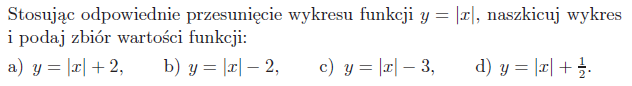 Stosując odpowiednie przesunięcie wykresu funkcji y = |x|, naszkicuj wykres
i podaj zbiór wartości funkcji:
a) y = |x| + 2, b) y = |x| − 2, c) y = |x| − 3, d) y = |x| + 1/2.